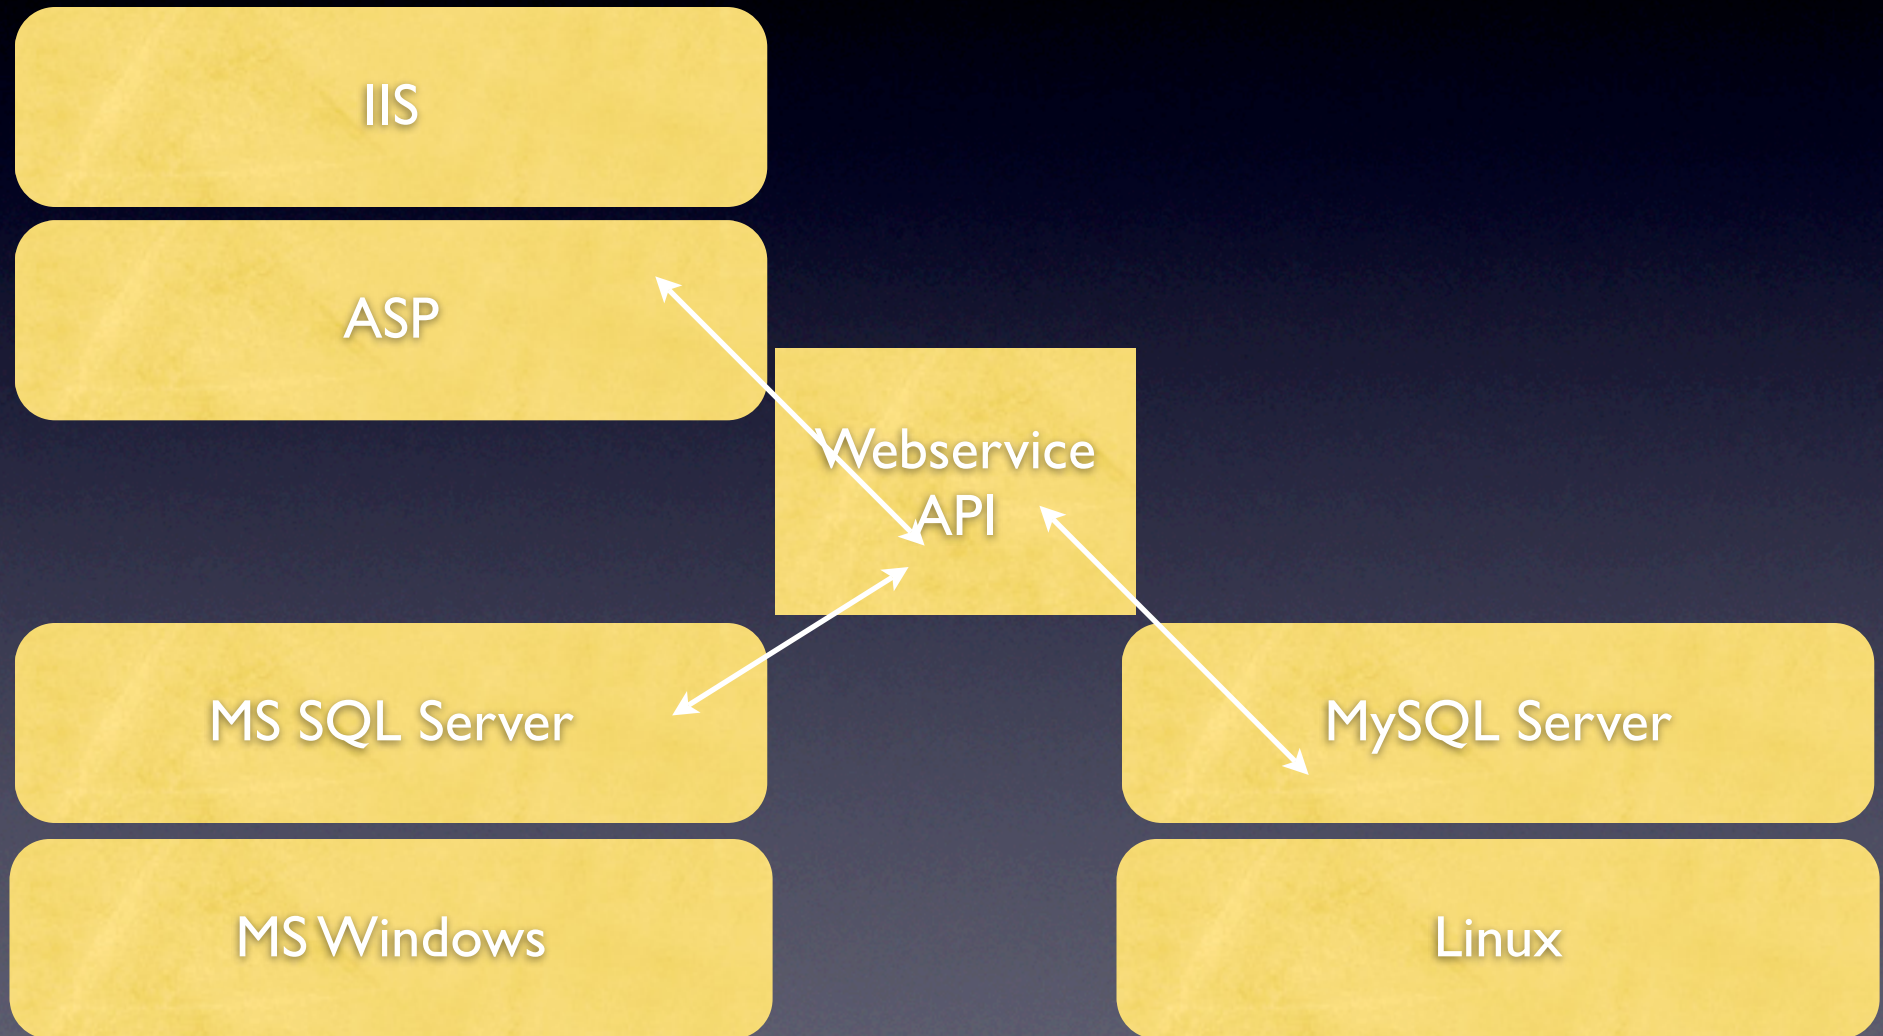 IIS
ASP
Webservice
API
MS SQL Server
MySQL Server
MS Windows
Linux